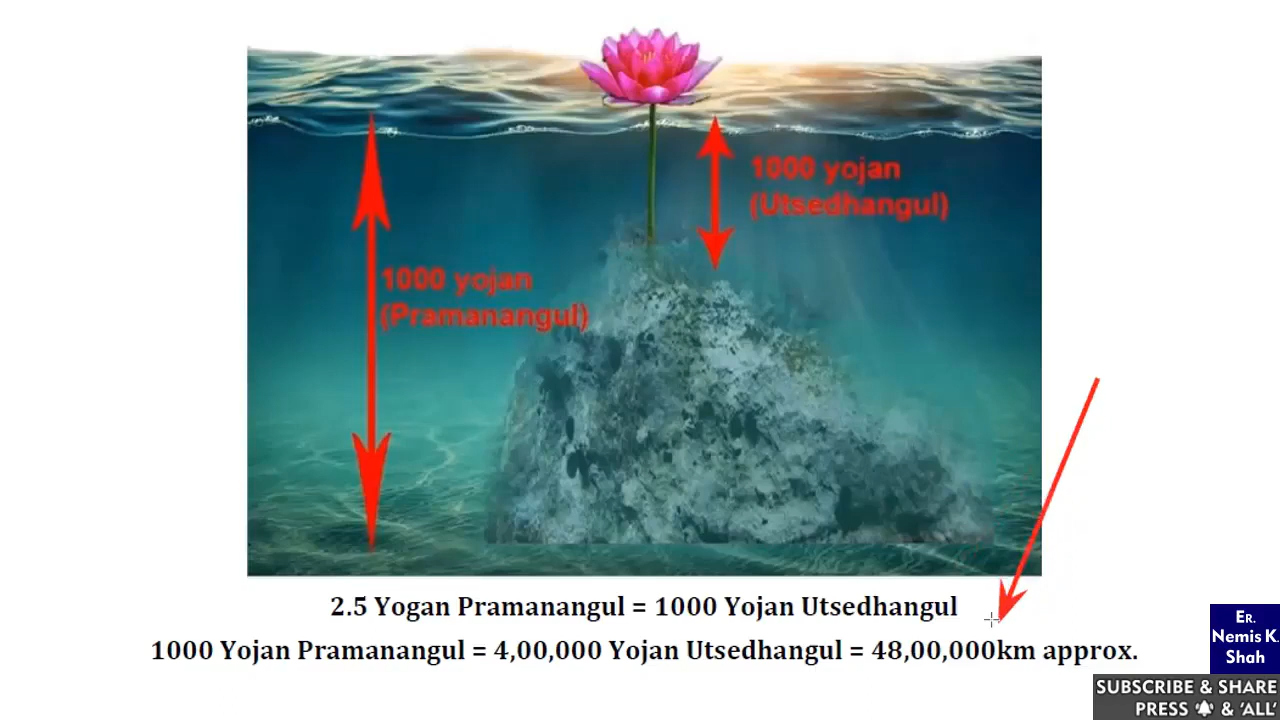 1000 yojan
(Utsedhangul)
1000 yojan
(Pramanangul)
2.5 Yogan Pramanangul = 1000 Yojan Utsedhangul
1000 Yojan Pramanangul = 4,00,000 Yojan Utsedhangul = 48,00,000km approx.
ER.
Nemis K.
Shah
SUBSCRIBE & SHARE
PRESS 🔔 & 'ALL'